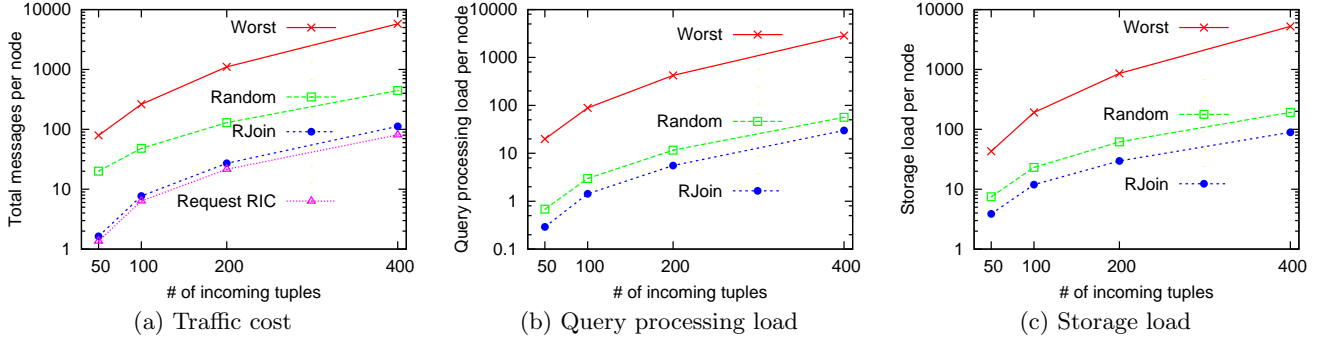 Total messages per node
10000
1000
100
10
1
Worst
Random
RJoin
Request RIC
50 100 200 400
# of incoming tuples
(a) Traffic cost
Query processing load per node
10000
1000
100
10
1
0.1
Worst
Random
RJoin
50 100 200 400
# of incoming tuples
(b) Query processing load
Storage load per node
10000
1000
100
10
1
Worst
Random
RJoin
50 100 200 400
# of incoming tuples
(c) Storage load